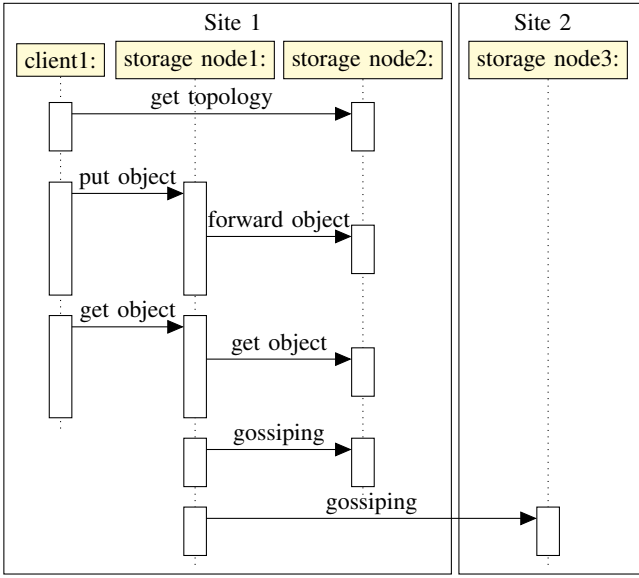 Site 1
Site 2
client1:
storage node1:
storage node2:
storage node3:
get topology
put object
forward object
get object
get object
gossiping
gossiping